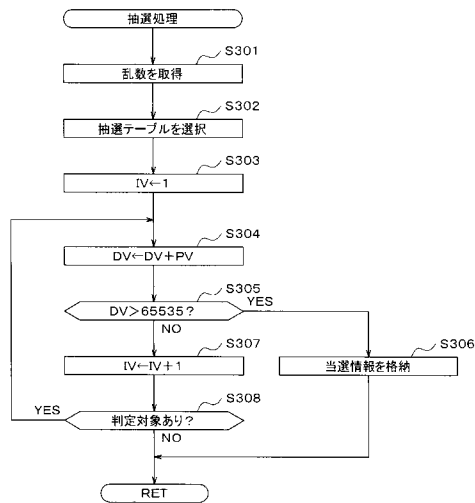 抽選処理
S301
乱数を取得
S302
抽選テーブルを選択
S303
IV←1
S304
DV←DV+PV
S305
DV>65535?
YES
NO
S306
当選情報を格納
S307
IV←IV+1
S308
判定対象あり?
YES
NO
RET